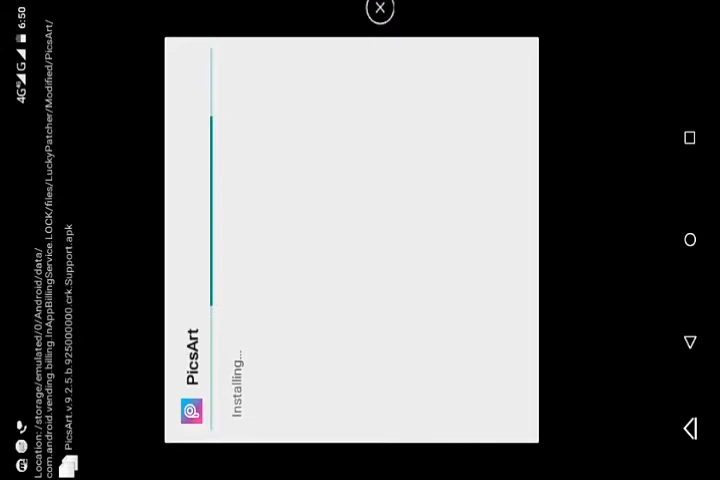 4G G 6:50
Location: /storage/emulated/0/Android/data/
com.android.vending.billing.InAppBillingService.LOCK/files/LuckyPatcher/Modified/PicsArt/
PicsArt.v.9.2.5.b.925000000.crk.Support.apk
PicsArt
Installing...